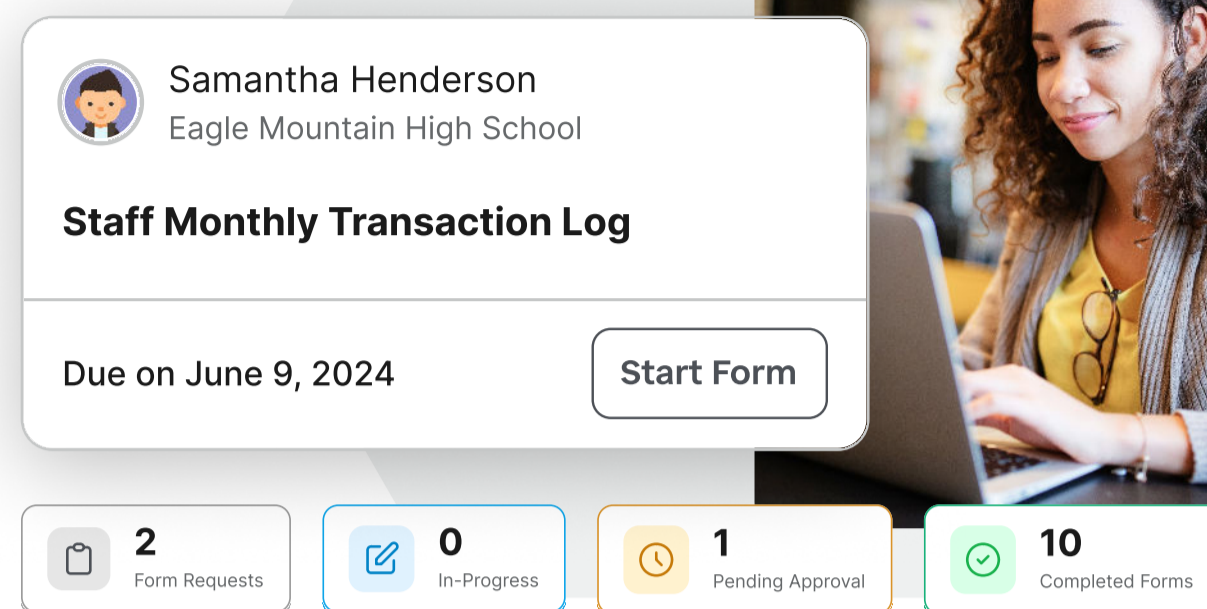 Samantha Henderson
Eagle Mountain High School
Staff Monthly Transaction Log
Due on June 9, 2024
Start Form
2
Form Requests
0
In-Progress
1
Pending Approval
10
Completed Forms